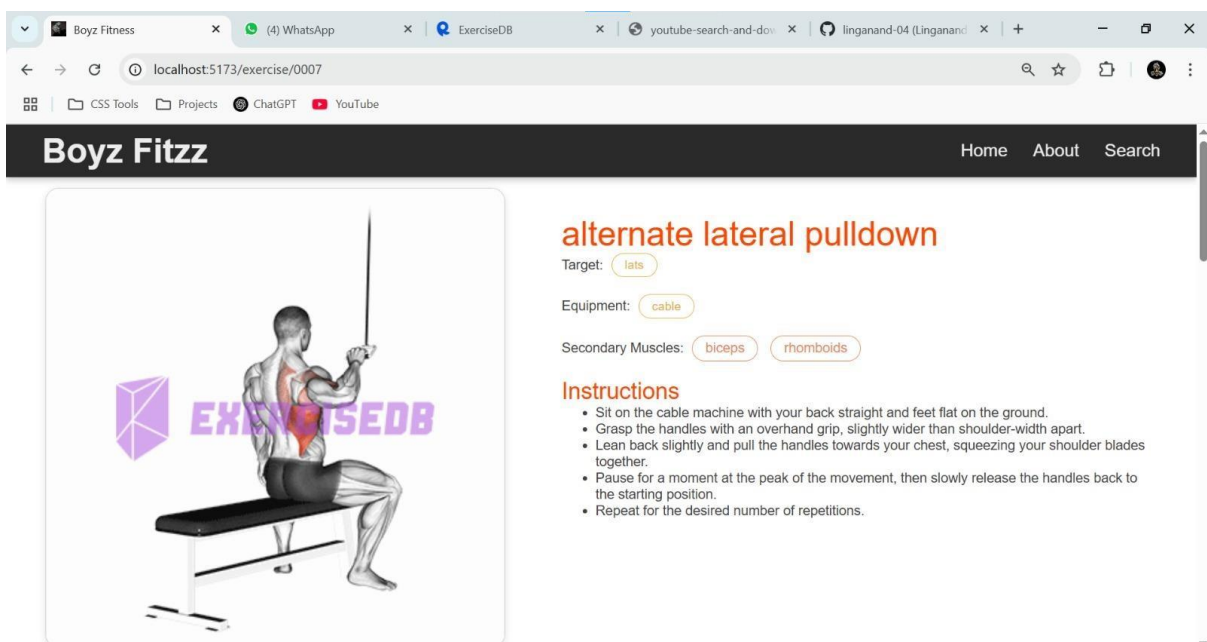 Boyz Fitness
(4) WhatsApp
ExerciseDB
youtube-search-and-dow
linganand-04 (Linganand
localhost:5173/exercise/0007
CSS Tools
Projects
ChatGPT
YouTube
Boyz Fitzz
Home
About
Search
EXERCISEDB
alternate lateral pulldown
Target: lats
Equipment: cable
Secondary Muscles: biceps rhomboids
Instructions
• Sit on the cable machine with your back straight and feet flat on the ground.
• Grasp the handles with an overhand grip, slightly wider than shoulder-width apart.
• Lean back slightly and pull the handles towards your chest, squeezing your shoulder blades
together.
• Pause for a moment at the peak of the movement, then slowly release the handles back to
the starting position.
• Repeat for the desired number of repetitions.